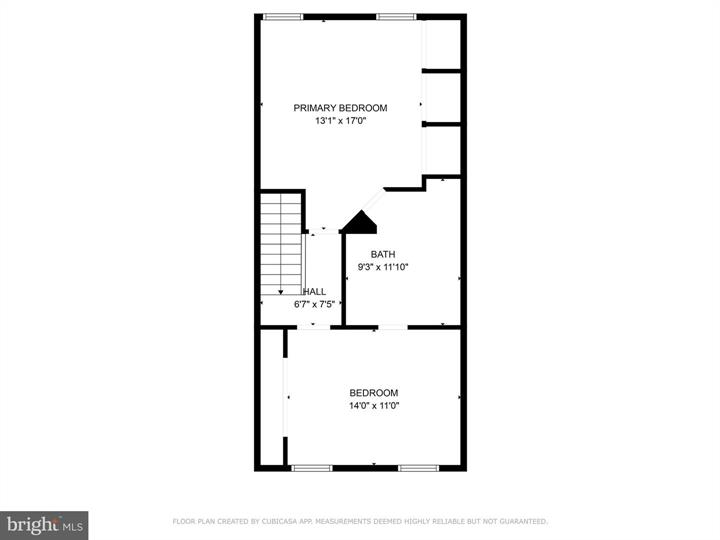 PRIMARY BEDROOM
13'1" x 17'0"
BATH
9'3" x 11'10"
HALL
6'7" x 7'5"
BEDROOM
14'0" x 11'0"
FLOOR PLAN CREATED BY CUBICASA APP. MEASUREMENTS DEEMED HIGHLY RELIABLE BUT NOT GUARANTEED.
bright MLS